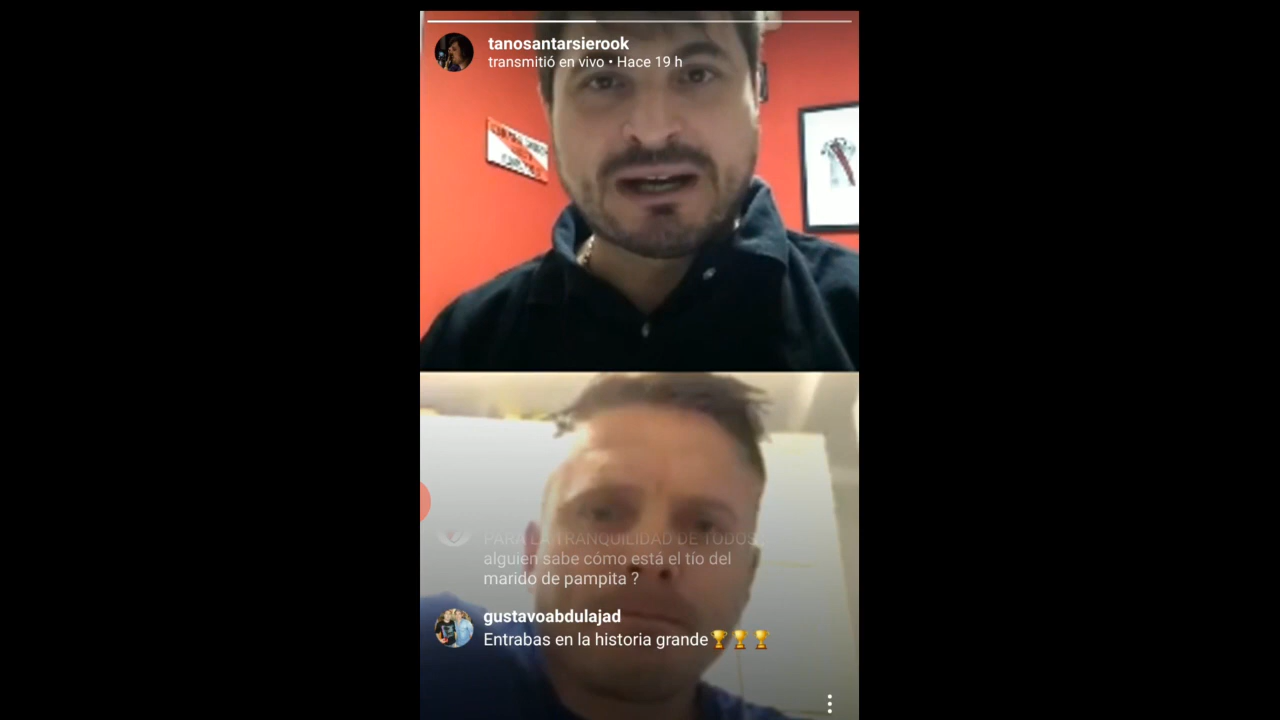 tanosantarsierook
transmitió en vivo • Hace 19 h
PARA LA TRANQUILIDAD DE TODOS
alguien sabe cómo está el tío del
marido de pampita ?
gustavoabdulajad
Entrabas en la historia grande🏆🏆🏆